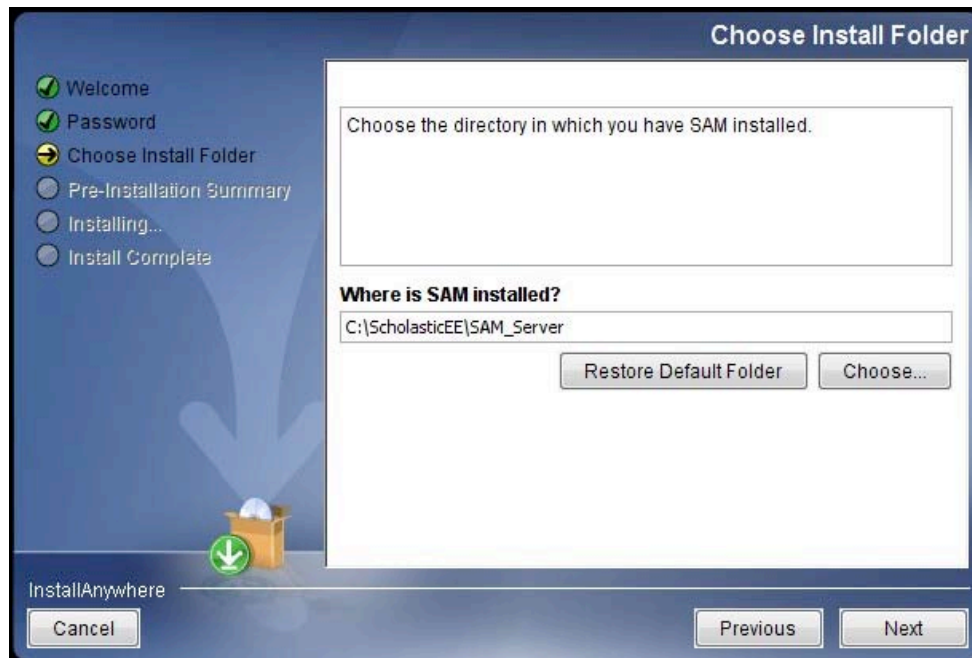 Choose Install Folder
Welcome
Password
Choose Install Folder
Pre-Installation Summary
Installing...
Install Complete
Choose the directory in which you have SAM installed.
Where is SAM installed?
C:\ScholasticEE\SAM_Server
Restore Default Folder
Choose...
InstallAnywhere
Cancel
Previous
Next